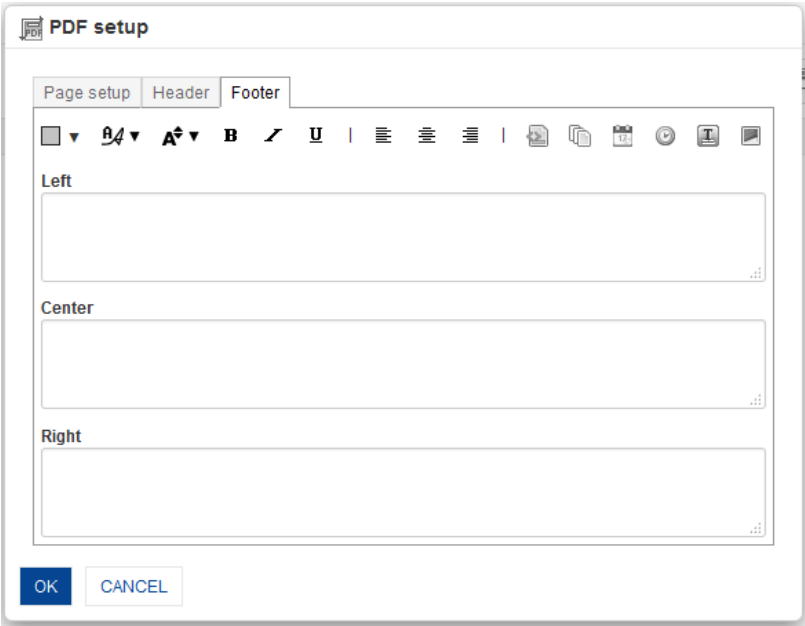 PDF setup
Page setup Header Footer
B I U
Left
Center
Right
OK CANCEL